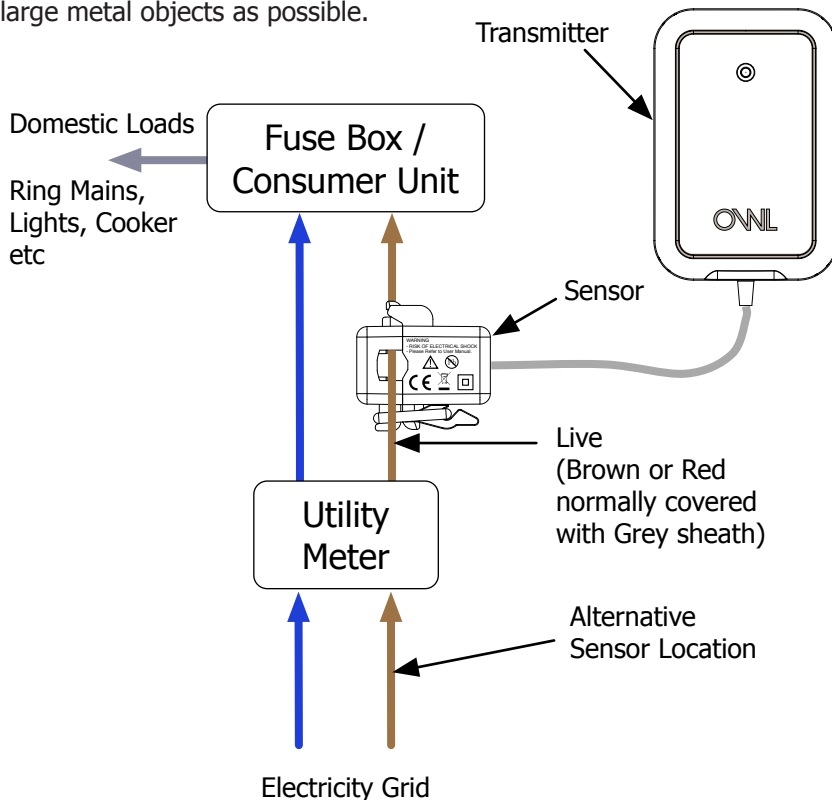 large metal objects as possible.
Transmitter
Domestic Loads
Ring Mains,
Lights, Cooker
etc
Fuse Box /
Consumer Unit
OWL
Sensor
WARNING
- RISK OF ELECTRICAL SHOCK
- Please Refer to User Manual.
CE
Live
(Brown or Red
normally covered
with Grey sheath)
Utility
Meter
Alternative
Sensor Location
Electricity Grid